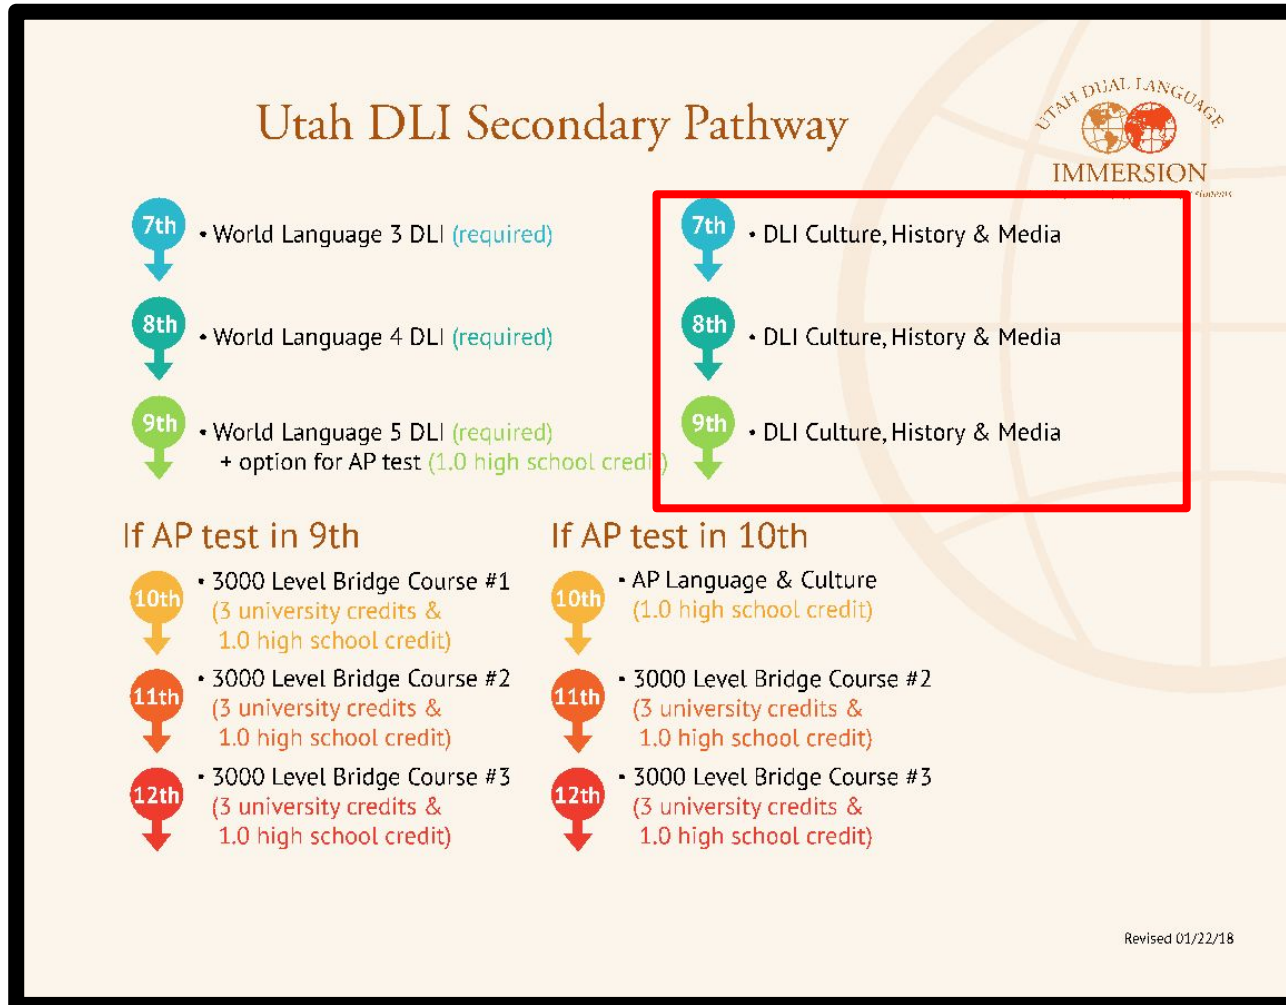 Utah DLI Secondary Pathway
UTAH DUAL LANGUAGE
IMMERSION
students
7th
• World Language 3 DLI (required)
8th
• World Language 4 DLI (required)
9th
• World Language 5 DLI (required)
+ option for AP test (1.0 high school credit)
7th
• DLI Culture, History & Media
8th
• DLI Culture, History & Media
9th
• DLI Culture, History & Media
If AP test in 9th
10th
• 3000 Level Bridge Course #1
(3 university credits &
1.0 high school credit)
11th
• 3000 Level Bridge Course #2
(3 university credits &
1.0 high school credit)
12th
• 3000 Level Bridge Course #3
(3 university credits &
1.0 high school credit)
If AP test in 10th
10th
• AP Language & Culture
(1.0 high school credit)
11th
• 3000 Level Bridge Course #2
(3 university credits &
1.0 high school credit)
12th
• 3000 Level Bridge Course #3
(3 university credits &
1.0 high school credit)
Revised 01/22/18